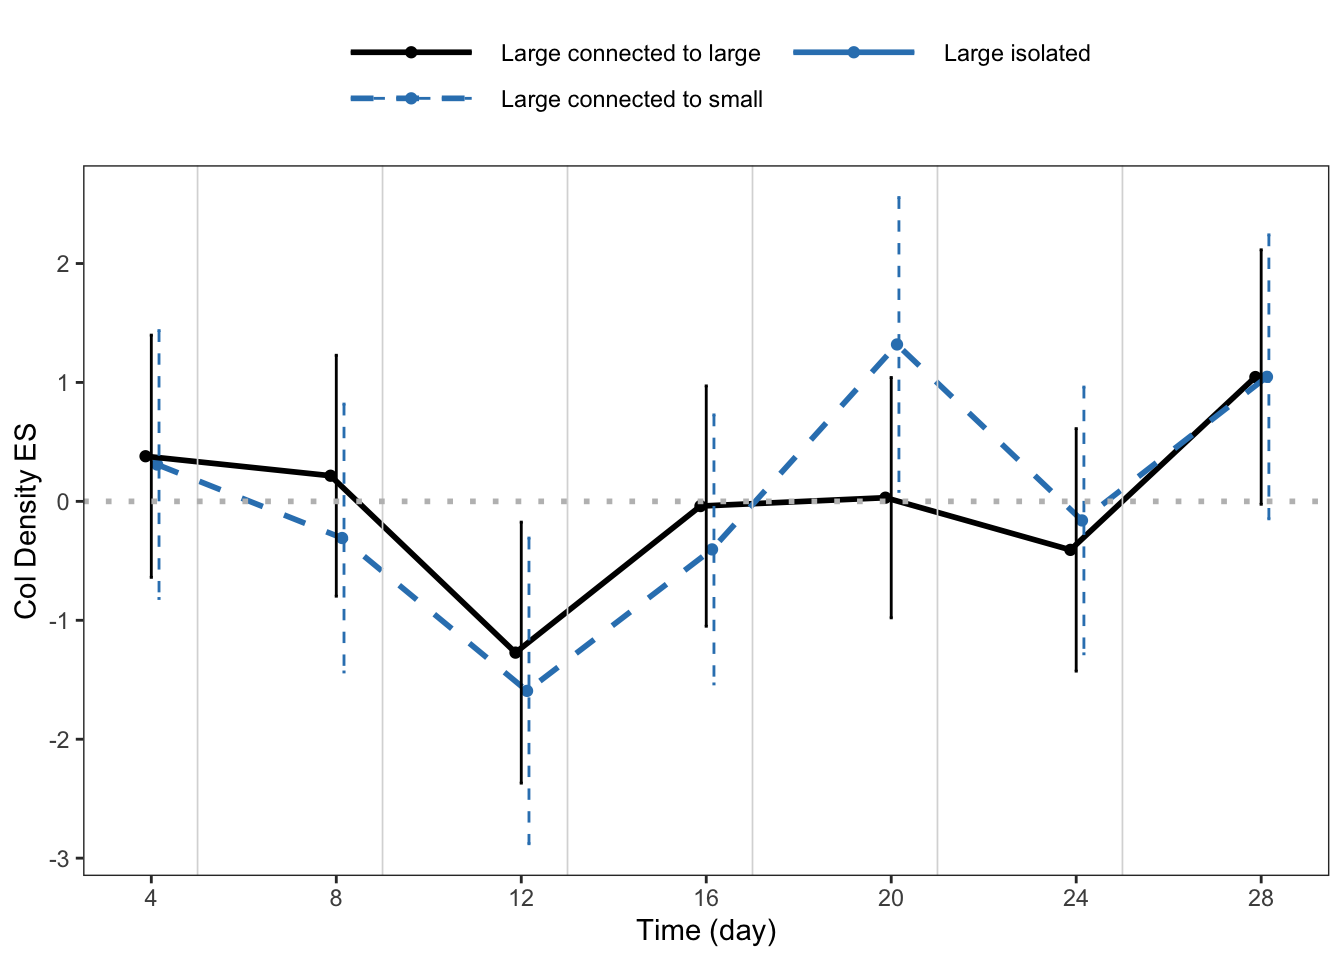 Large connected to large
Large isolated
Large connected to small
Col Density ES
2
1
0
-1
-2
-3
4 8 12 16 20 24 28
Time (day)